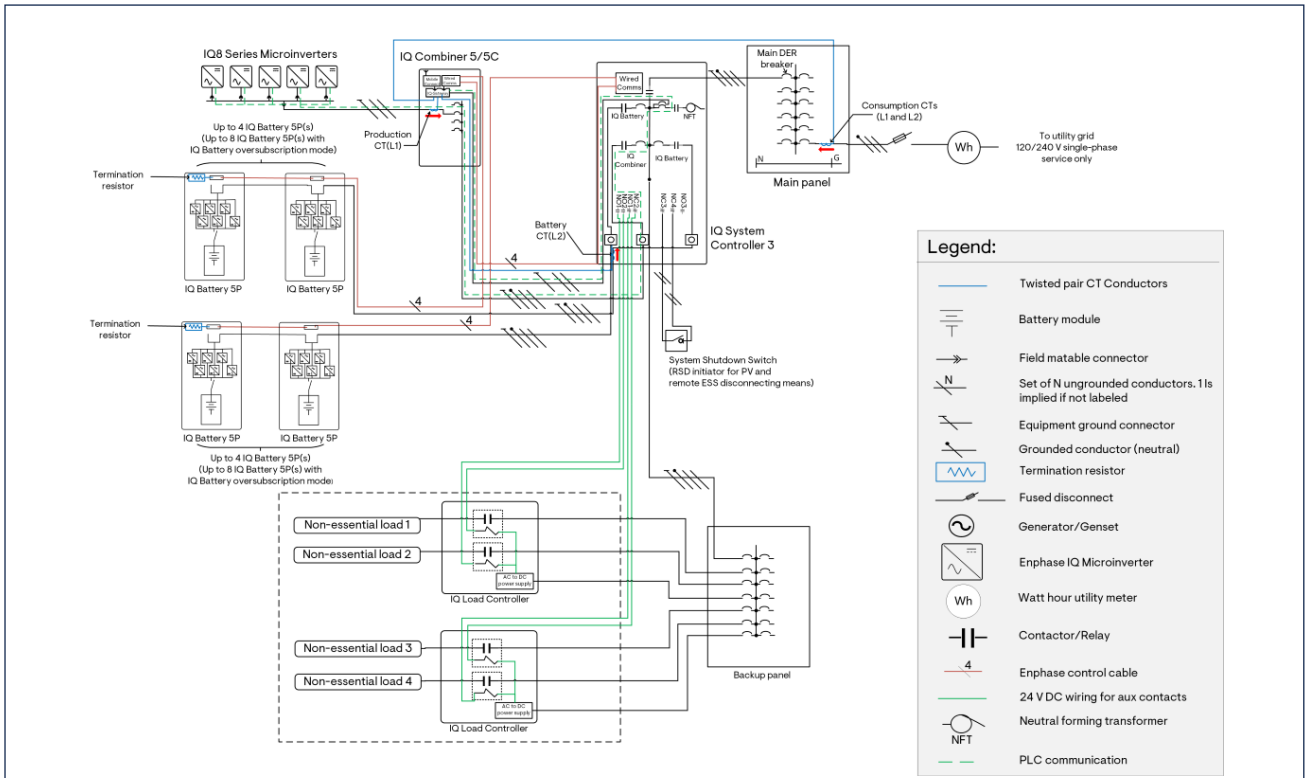 IQ8 Series Microinverters
IQ Combiner 5/5C
Wired
Comms
Main DER
breaker
Consumption CTs
(L1 and L2)
To utility grid
120/240 V single-phase
service only
Wh
N
G
Main panel
Production
CT(L1)
IQ Battery
NFT
IQ
Combiner
IQ Battery
NO1
NO2
NC1
NC2
NC3
NC4
NO3
IQ System
Controller 3
Battery
CT(L2)
Up to 4 IQ Battery 5P(s)
(Up to 8 IQ Battery 5P(s) with
IQ Battery oversubscription mode)
Termination
resistor
IQ Battery 5P
IQ Battery 5P
4
4
4
Termination
resistor
IQ Battery 5P
IQ Battery 5P
Up to 4 IQ Battery 5P(s)
(Up to 8 IQ Battery 5P(s) with
IQ Battery oversubscription mode)
System Shutdown Switch
(RSD initiator for PV and
remote ESS disconnecting means)
Non-essential load 1
Non-essential load 2
AC to DC
power supply
IQ Load Controller
Non-essential load 3
Non-essential load 4
AC to DC
power supply
IQ Load Controller
Backup panel
Legend:
Twisted pair CT Conductors
Battery module
Field matable connector
N
Set of N ungrounded conductors. 1 Is
implied if not labeled
Equipment ground connector
Grounded conductor (neutral)
Termination resistor
Fused disconnect
Generator/Genset
Enphase IQ Microinverter
Wh
Watt hour utility meter
Contactor/Relay
4
Enphase control cable
24 V DC wiring for aux contacts
NFT
Neutral forming transformer
PLC communication